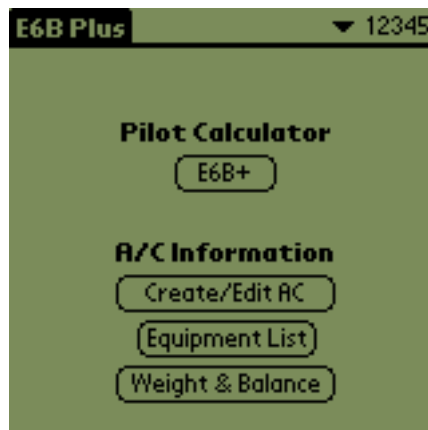 E6B Plus
12345
Pilot Calculator
E6B+
A/C Information
Create/Edit AC
Equipment List
Weight & Balance